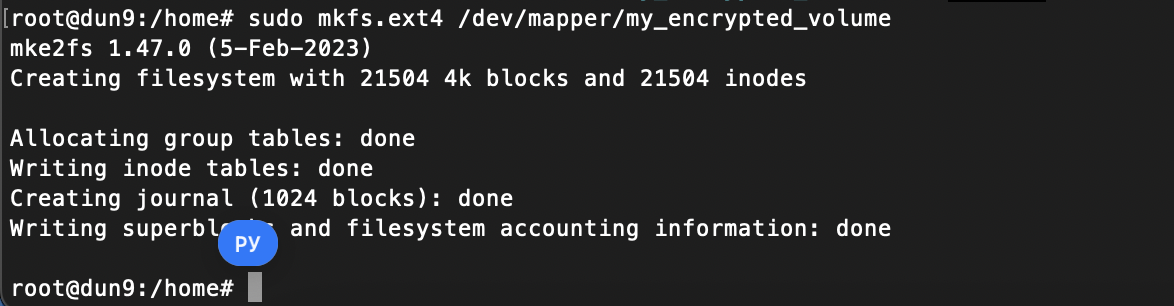 [root@dun9:/home# sudo mkfs.ext4 /dev/mapper/my_encrypted_volume
mke2fs 1.47.0 (5-Feb-2023)
Creating filesystem with 21504 4k blocks and 21504 inodes
Allocating group tables: done
Writing inode tables: done
Creating journal (1024 blocks): done
Writing and filesystem accounting information: done
РУ
root@dun9:/home#